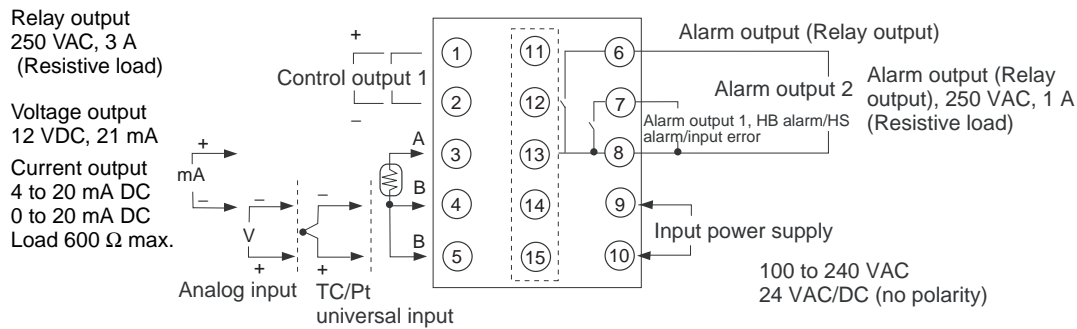 Relay output
250 VAC, 3 A
(Resistive load)
Voltage output
12 VDC, 21 mA
Current output
4 to 20 mA DC
0 to 20 mA DC
Load 600 Ω max.
+
Control output 1
–
+
mA
–
–
V
+
Analog input
–
+
TC/Pt
universal input
A
B
B
1
2
3
4
5
11
12
13
14
15
6
7
8
9
10
Alarm output (Relay output)
Alarm output 2
Alarm output 1, HB alarm/HS
alarm/input error
Alarm output (Relay
output), 250 VAC, 1 A
(Resistive load)
Input power supply
100 to 240 VAC
24 VAC/DC (no polarity)